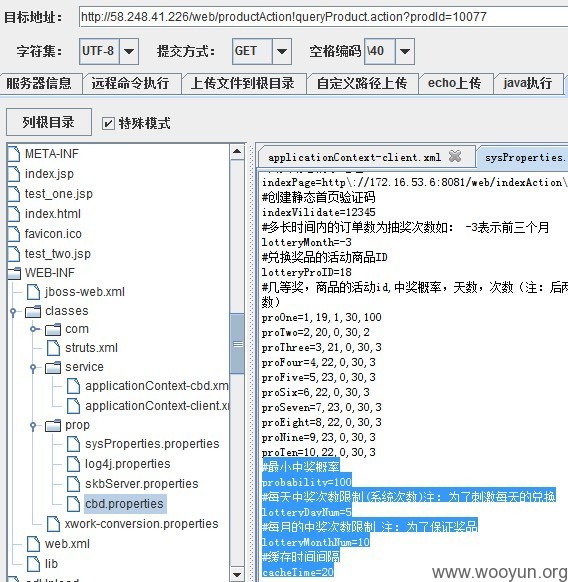 目标地址： http://58.248.41.226/web/productAction!queryProduct.action?prodId=10077
字符集： UTF-8 提交方式： GET 空格编码 \40
服务器信息 远程命令执行 上传文件到根目录 自定义路径上传 echo上传 java执行
列根目录 特殊模式
META-INF
index.jsp
test_one.jsp
index.html
favicon.ico
test_two.jsp
WEB-INF
jboss-web.xml
classes
com
struts.xml
service
applicationContext-cbd.xm
applicationContext-client.x
prop
sysProperties.properties
log4j.properties
skbServer.properties
cbd.properties
xwork-conversion.properties
web.xml
lib
applicationContext-client.xml sysProperties.
indexPage=http\://172.16.53.6:8081/web/indexAction\
#创建静态首页验证码
indexVilidate=12345
#多长时间内的订单数为抽奖次数如： -3表示前三个月
lotteryMonth=-3
#兑换奖品的活动商品ID
lotteryProID=18
#几等奖，商品的活动id,中奖概率，天数，次数（注：后两
数）
proOne=1,19,1,30,100
proTwo=2,20,0,30,2
proThree=3,21,0,30,3
proFour=4,22,0,30,3
proFive=5,23,0,30,3
proSix=6,22,0,30,3
proSeven=7,23,0,30,3
proEight=8,22,0,30,3
proNine=9,23,0,30,3
proTen=10,22,0,30,3
#最小中奖概率
probability=100
#每天中奖次数限制(系统次数)注：为了刺激每天的兑换
lotteryDayNum=5
#每月的中奖次数限制 注：为了保证奖品
lotteryMonthNum=10
#缓存时间间隔
cacheTime=20
www.wooyun.org